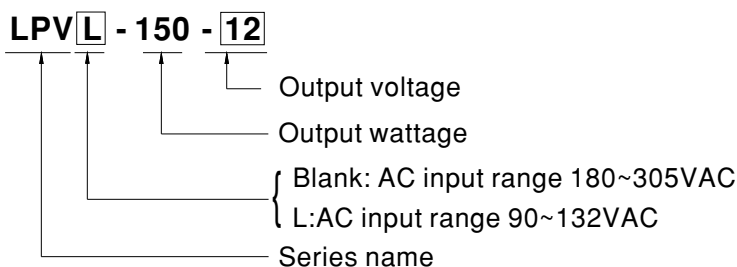 LPV L - 150 - 12
Output voltage
Output wattage
Blank: AC input range 180~305VAC
L:AC input range 90~132VAC
Series name